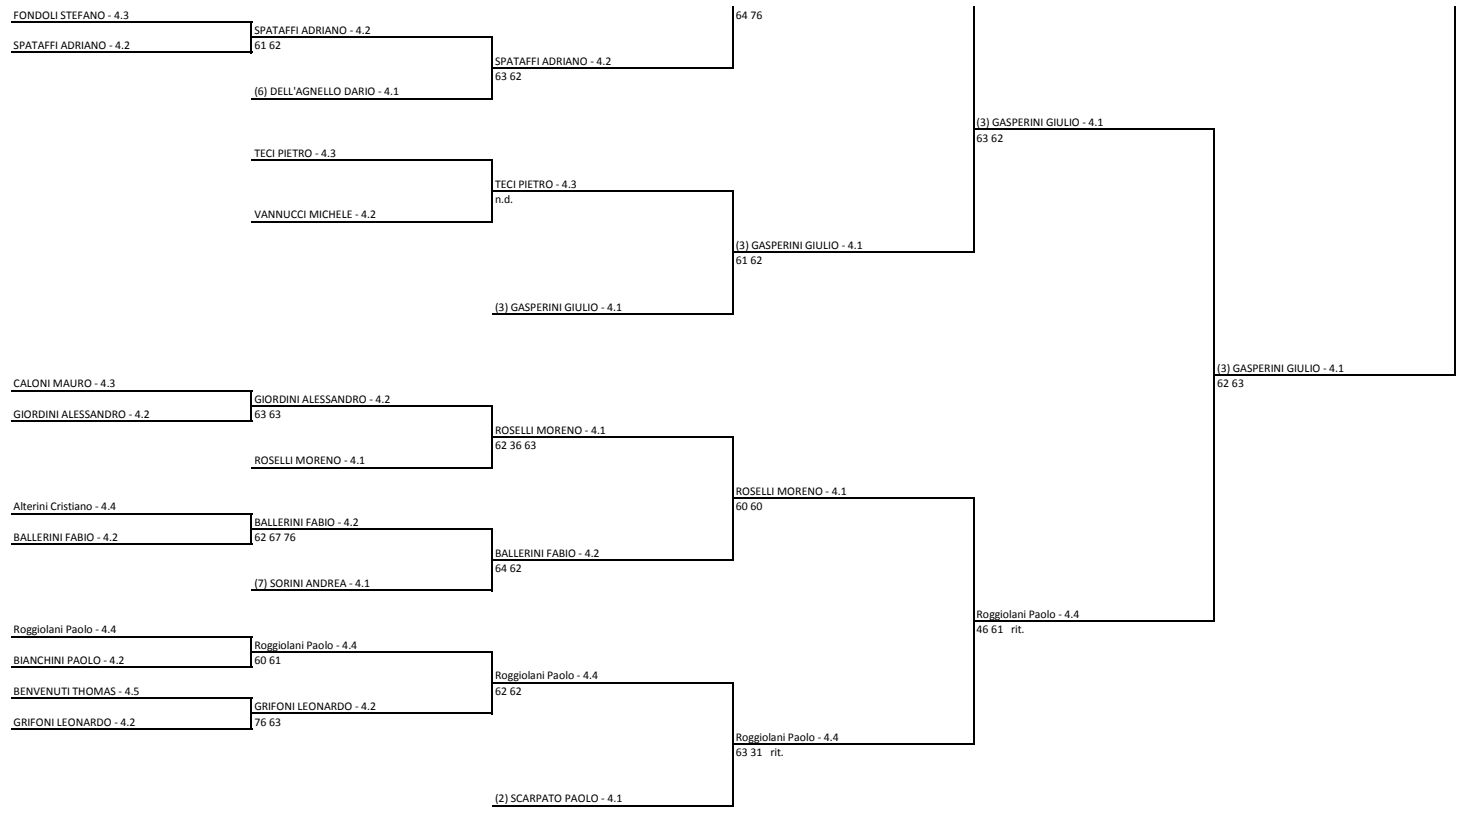 FONDOLI STEFANO - 4.3
64 76
SPATAFFI ADRIANO - 4.2
SPATAFFI ADRIANO - 4.2
61 62
SPATAFFI ADRIANO - 4.2
63 62
(6) DELL'AGNELLO DARIO - 4.1
(3) GASPERINI GIULIO - 4.1
63 62
TECI PIETRO - 4.3
TECI PIETRO - 4.3
n.d.
VANNUCCI MICHELE - 4.2
(3) GASPERINI GIULIO - 4.1
61 62
(3) GASPERINI GIULIO - 4.1
(3) GASPERINI GIULIO - 4.1
62 63
CALONI MAURO - 4.3
GIORDINI ALESSANDRO - 4.2
GIORDINI ALESSANDRO - 4.2
63 63
ROSELLI MORENO - 4.1
62 36 63
ROSELLI MORENO - 4.1
ROSELLI MORENO - 4.1
60 60
Alterini Cristiano - 4.4
BALLERINI FABIO - 4.2
BALLERINI FABIO - 4.2
62 67 76
BALLERINI FABIO - 4.2
64 62
(7) SORINI ANDREA - 4.1
Roggiolani Paolo - 4.4
46 61 rit.
Roggiolani Paolo - 4.4
Roggiolani Paolo - 4.4
BIANCHINI PAOLO - 4.2
60 61
Roggiolani Paolo - 4.4
62 62
BENVENUTI THOMAS - 4.5
GRIFONI LEONARDO - 4.2
GRIFONI LEONARDO - 4.2
76 63
Roggiolani Paolo - 4.4
63 31 rit.
(2) SCARPATO PAOLO - 4.1